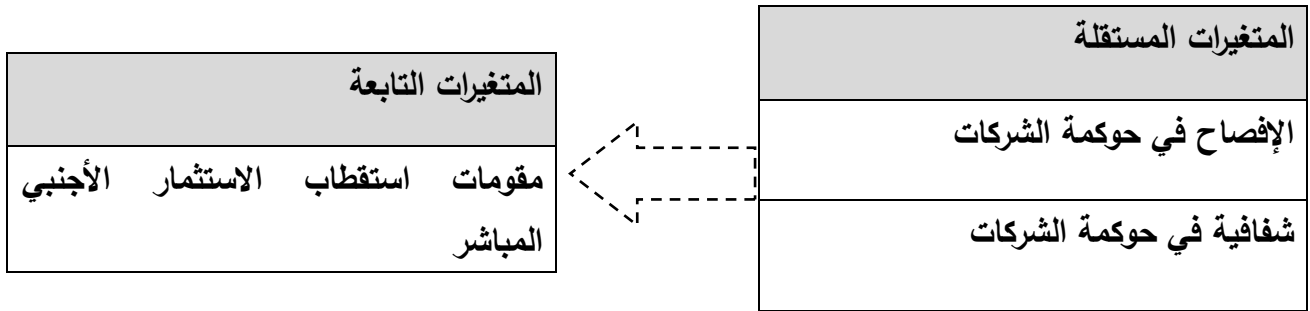 المتغيرات المستقلة
الإفصاح في حوكمة الشركات
شفافية في حوكمة الشركات
المتغيرات التابعة
مقومات استقطاب الاستثمار الأجنبي
المباشر